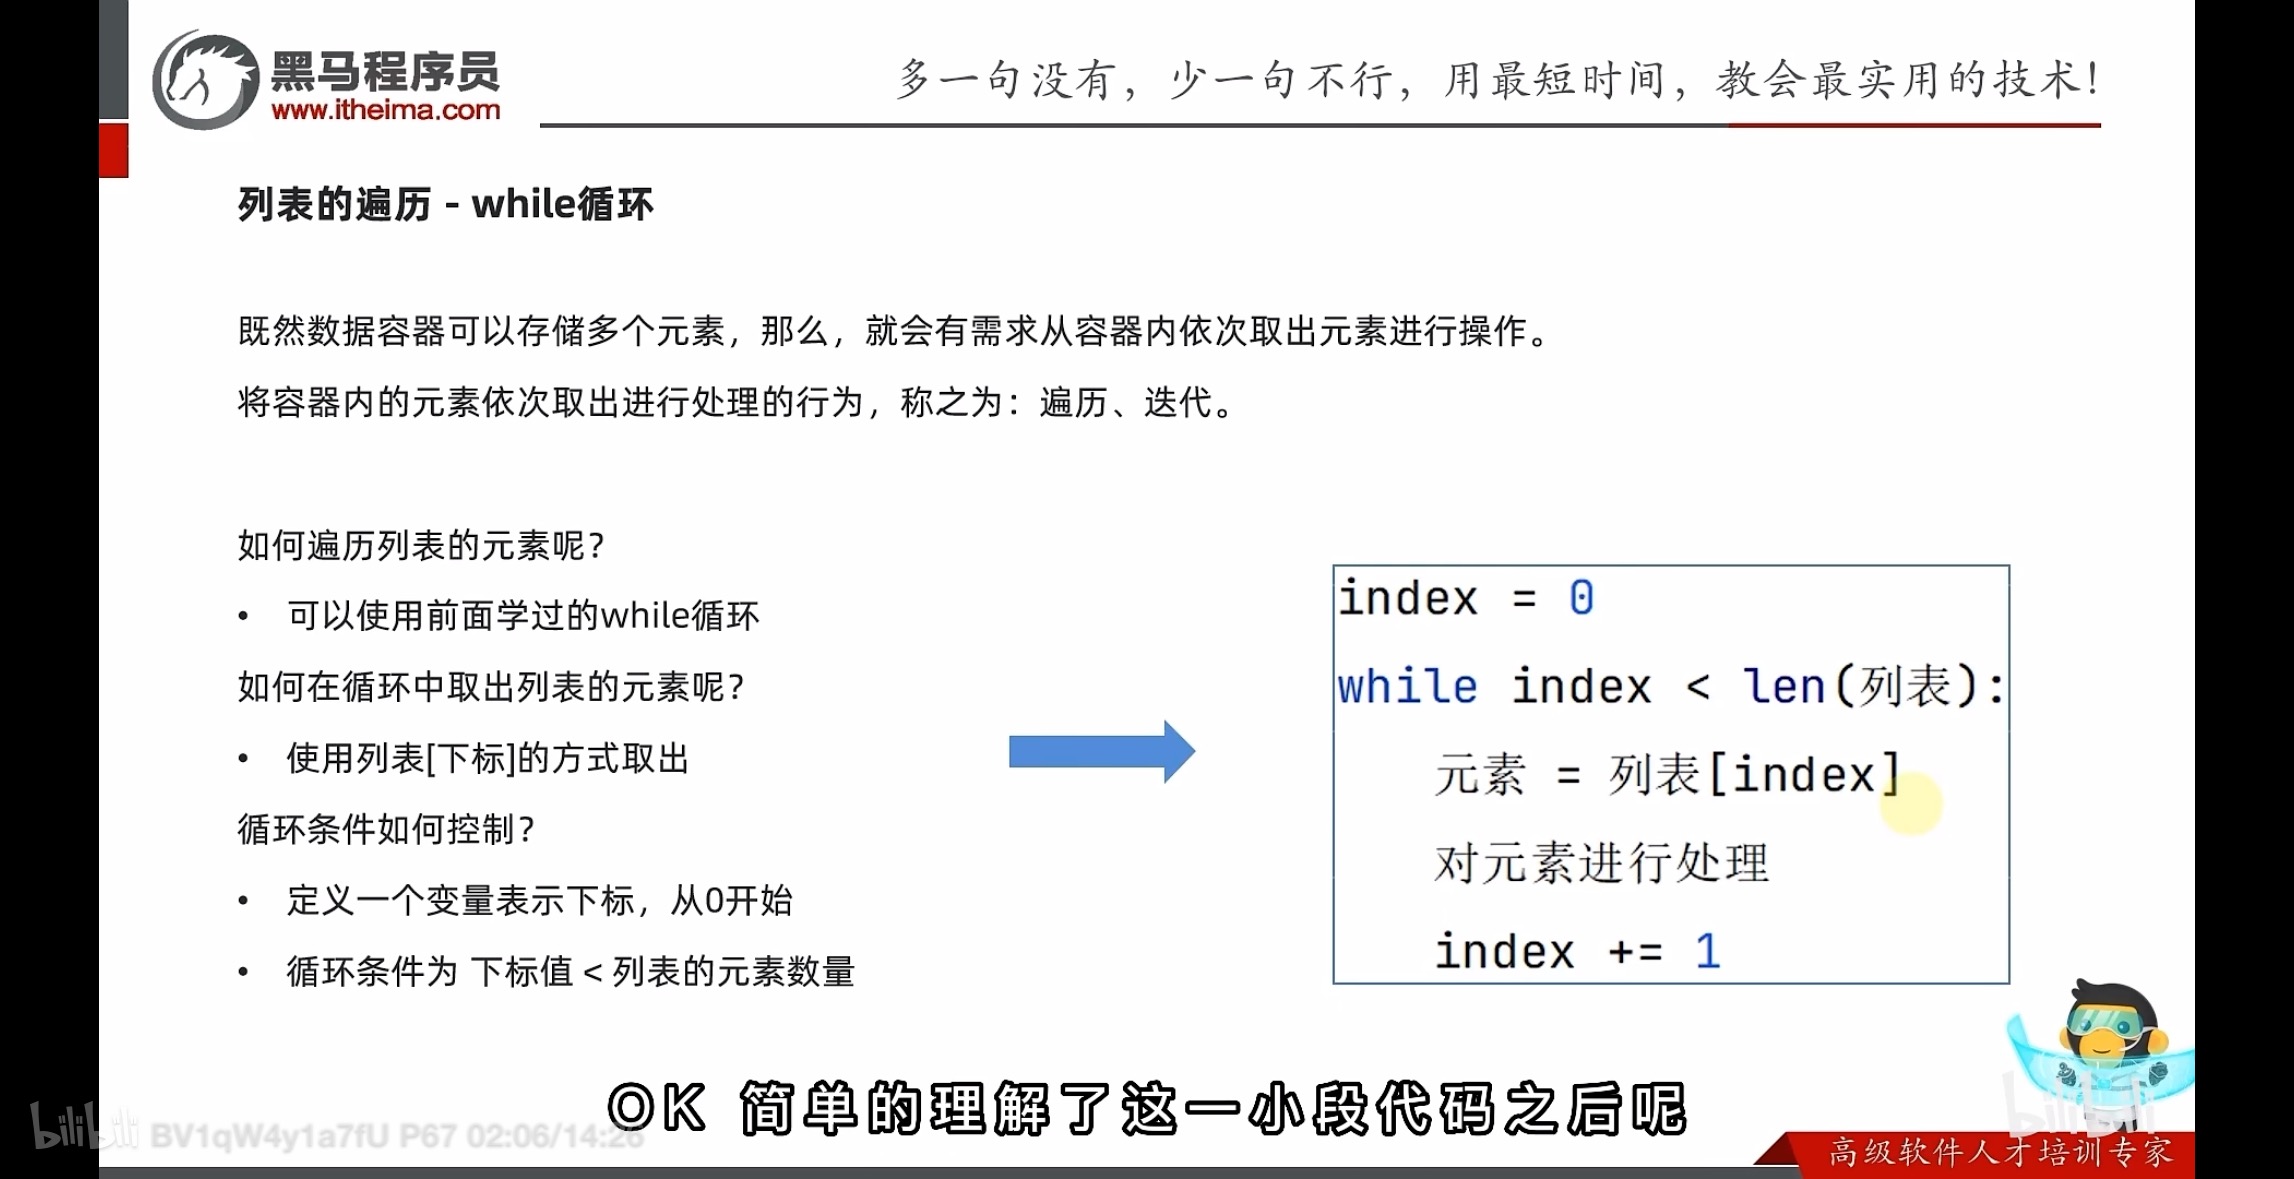 黑马程序员
www.itheima.com
多一句没有，少一句不行，用最短时间，教会最实用的技术！
列表的遍历 - while循环
既然数据容器可以存储多个元素，那么，就会有需求从容器内依次取出元素进行操作。
将容器内的元素依次取出进行处理的行为，称之为：遍历、迭代。
如何遍历列表的元素呢？
• 可以使用前面学过的while循环
如何在循环中取出列表的元素呢？
• 使用列表[下标]的方式取出
循环条件如何控制？
• 定义一个变量表示下标，从0开始
• 循环条件为 下标值 < 列表的元素数量
index = 0
while index < len(列表):
元素 = 列表[index]
对元素进行处理
index += 1
OK 简单的理解了这一小段代码之后呢
bilibili BV1qW4y1a7fU P67 02:06/14:26
bilibili
高级软件人才培训专家